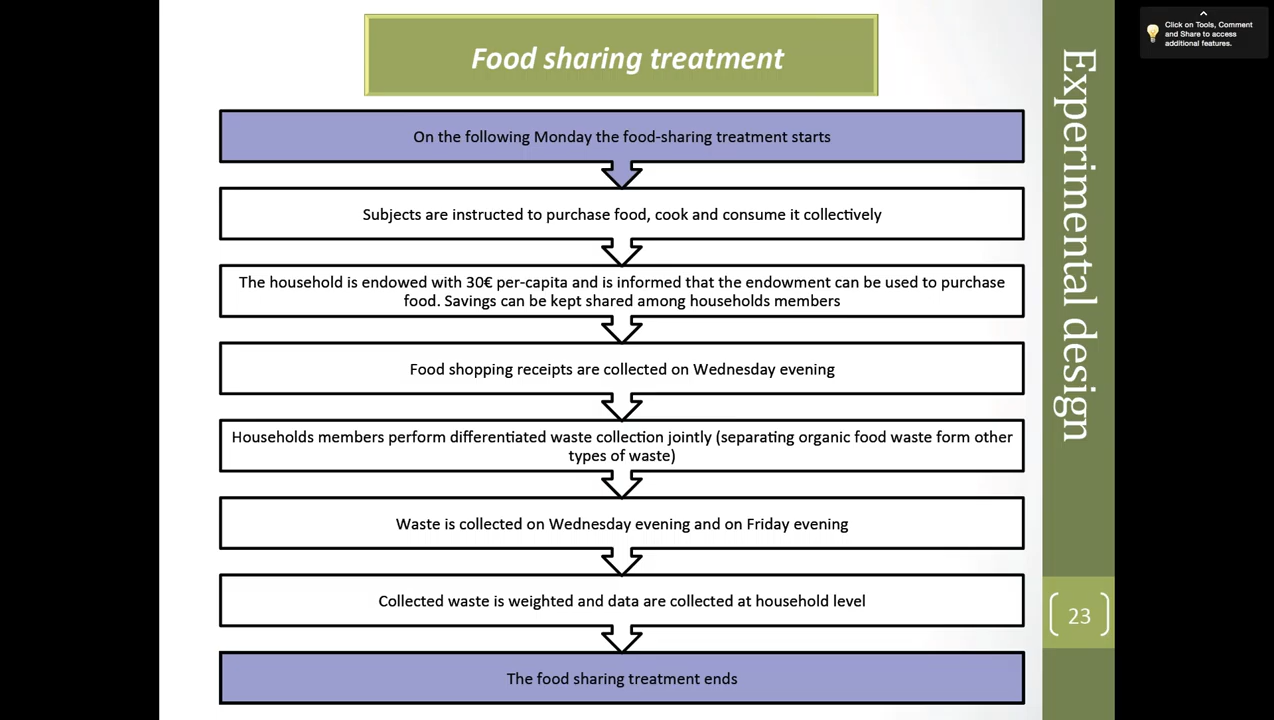 Food sharing treatment
On the following Monday the food-sharing treatment starts
Subjects are instructed to purchase food, cook and consume it collectively
The household is endowed with 30€ per-capita and is informed that the endowment can be used to purchase
food. Savings can be kept shared among households members
Food shopping receipts are collected on Wednesday evening
Households members perform differentiated waste collection jointly (separating organic food waste form other
types of waste)
Waste is collected on Wednesday evening and on Friday evening
Collected waste is weighted and data are collected at household level
The food sharing treatment ends
Experimental design
23
Click on Tools, Comment
and Share to access
additional features.